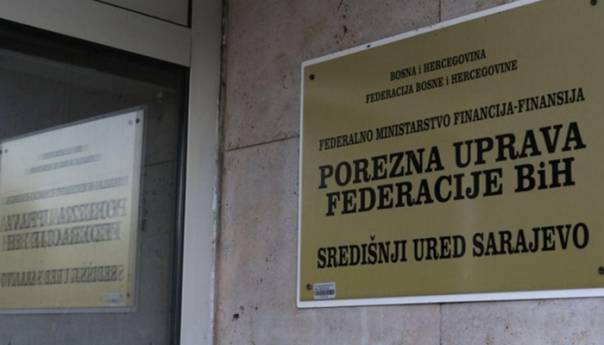 BOSNA i HERCEGOVINA
FEDERACIJA BOSNE i HERCEGOVINE
FEDERALNO MINISTARSTVO FINANCIJA-FINANSIJA
POREZNA UPRAVA
FEDERACIJE BiH
SREDIŠNJI URED SARAJEVO